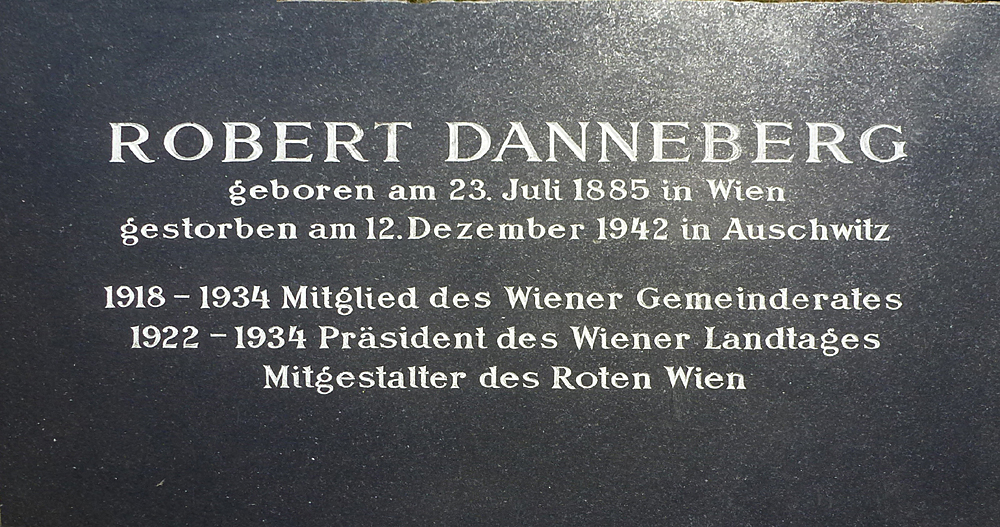 ROBERT DANNEBERG
geboren am 23. Juli 1885 in Wien
gestorben am 12. Dezember 1942 in Auschwitz
1918 – 1934 Mitglied des Wiener Gemeinderates
1922 – 1934 Präsident des Wiener Landtages
Mitgestalter des Roten Wien